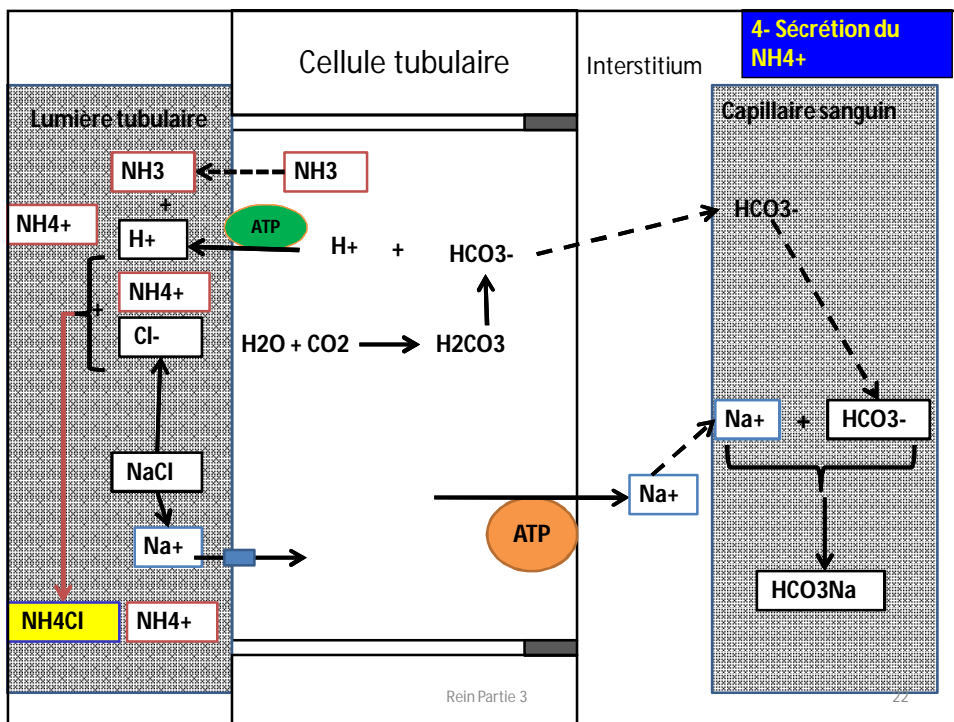 4- Sécrétion du
NH4+
Cellule tubulaire
Interstitium
Lumière tubulaire
Capillaire sanguin
NH3
NH3
+
NH4+
H+
ATP
H+ + HCO3-
HCO3-
NH4+
+
Cl-
H2O + CO2
H2CO3
Na+ + HCO3-
NaCl
Na+
Na+
ATP
HCO3Na
NH4Cl
NH4+
Rein Partie 3
22